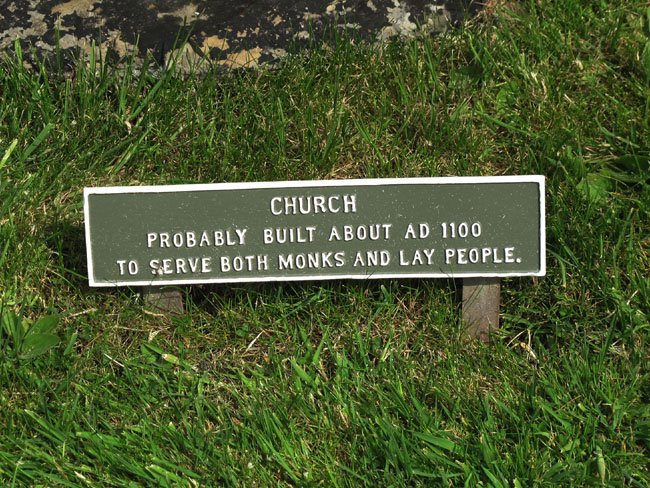 CHURCH
PROBABLY BUILT ABOUT AD 1100
TO SERVE BOTH MONKS AND LAY PEOPLE.